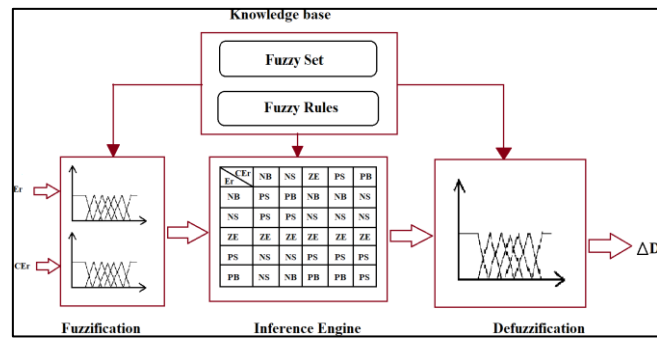 Knowledge base
Fuzzy Set
Fuzzy Rules
Er
CEr
CEr
Er
NB NS ZE PS PB
NB PS PB NB NB NS
NS PS PS NS NS NS
ZE ZE ZE ZE ZE ZE
PS NS NS PS PS PS
PB NS NB PB PS PS
ΔD
Fuzzification
Inference Engine
Defuzzification